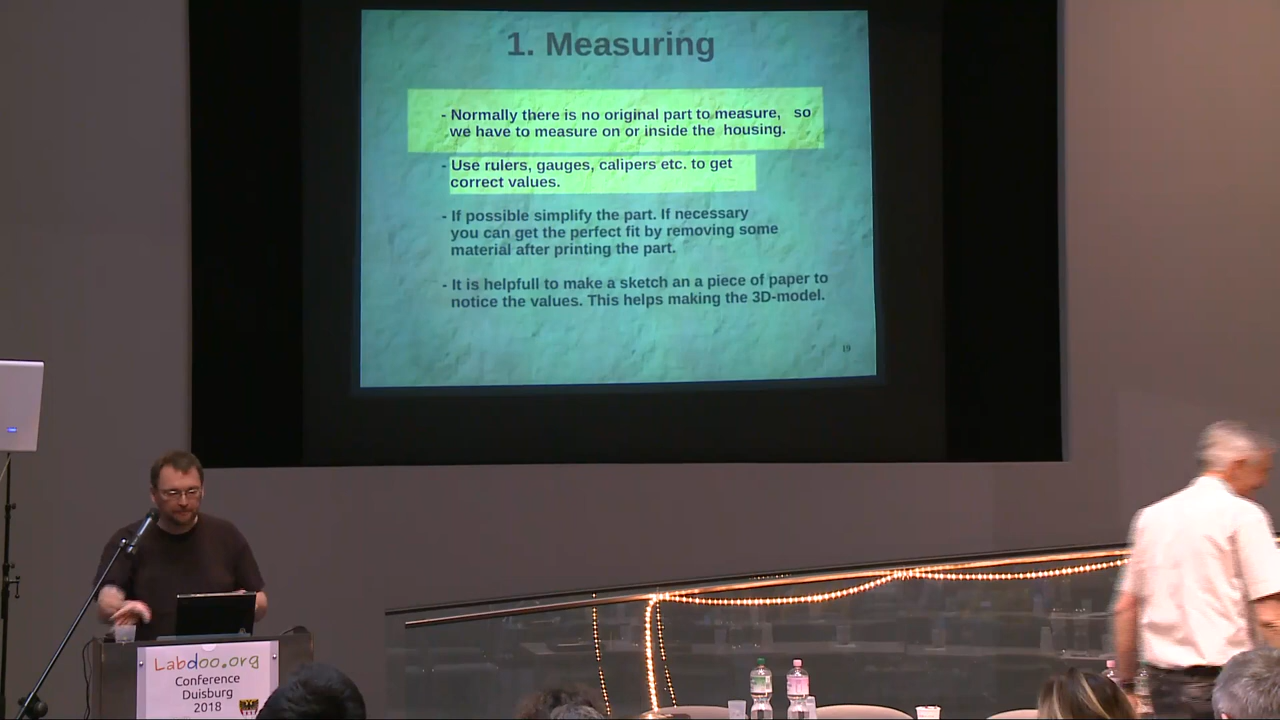 1. Measuring
- Normally there is no original part to measure, so
we have to measure on or inside the housing.
- Use rulers, gauges, calipers etc. to get
correct values.
- If possible simplify the part. If necessary
you can get the perfect fit by removing some
material after printing the part.
- It is helpfull to make a sketch an a piece of paper to
notice the values. This helps making the 3D-model.
19
Labdoo.org
Conference
Duisburg
2018